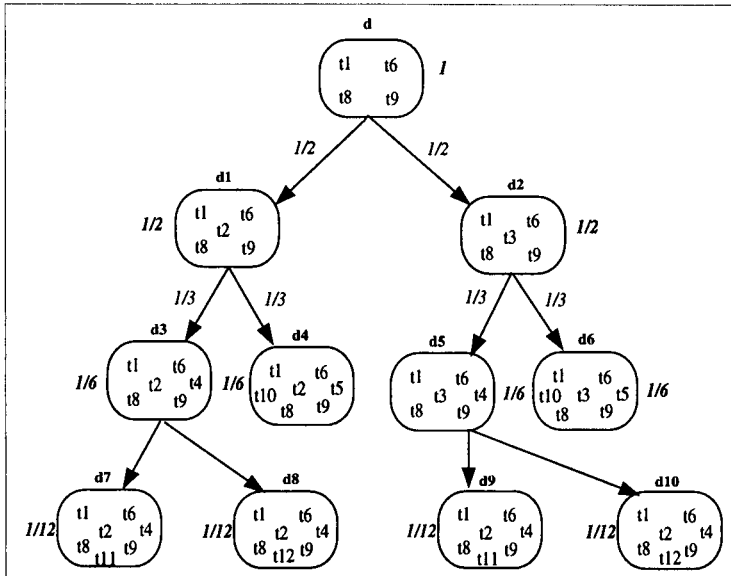 d
t1 t6 1
t8 t9
1/2 1/2
d1 d2
t1 t6 t1 t6
1/2 t2 t3 1/2
t8 t9 t8 t9
1/3 1/3 1/3 1/3
d3 d4 d5 d6
t1 t6 t1 t6 t1 t6 t1 t6
1/6 t2 t4 1/6 t10 t2 t5 t3 t4 1/6 t10 t3 t5 1/6
t8 t9 t8 t9 t8 t9 t8 t9
d7 d8 d9 d10
t1 t6 t1 t6 t1 t6 t1 t6
1/12 t2 t4 1/12 t2 t4 1/12 t2 t4 1/12 t2 t4
t8 t9 t8 t9 t8 t9 t8 t9
t11 t12 t11 t12